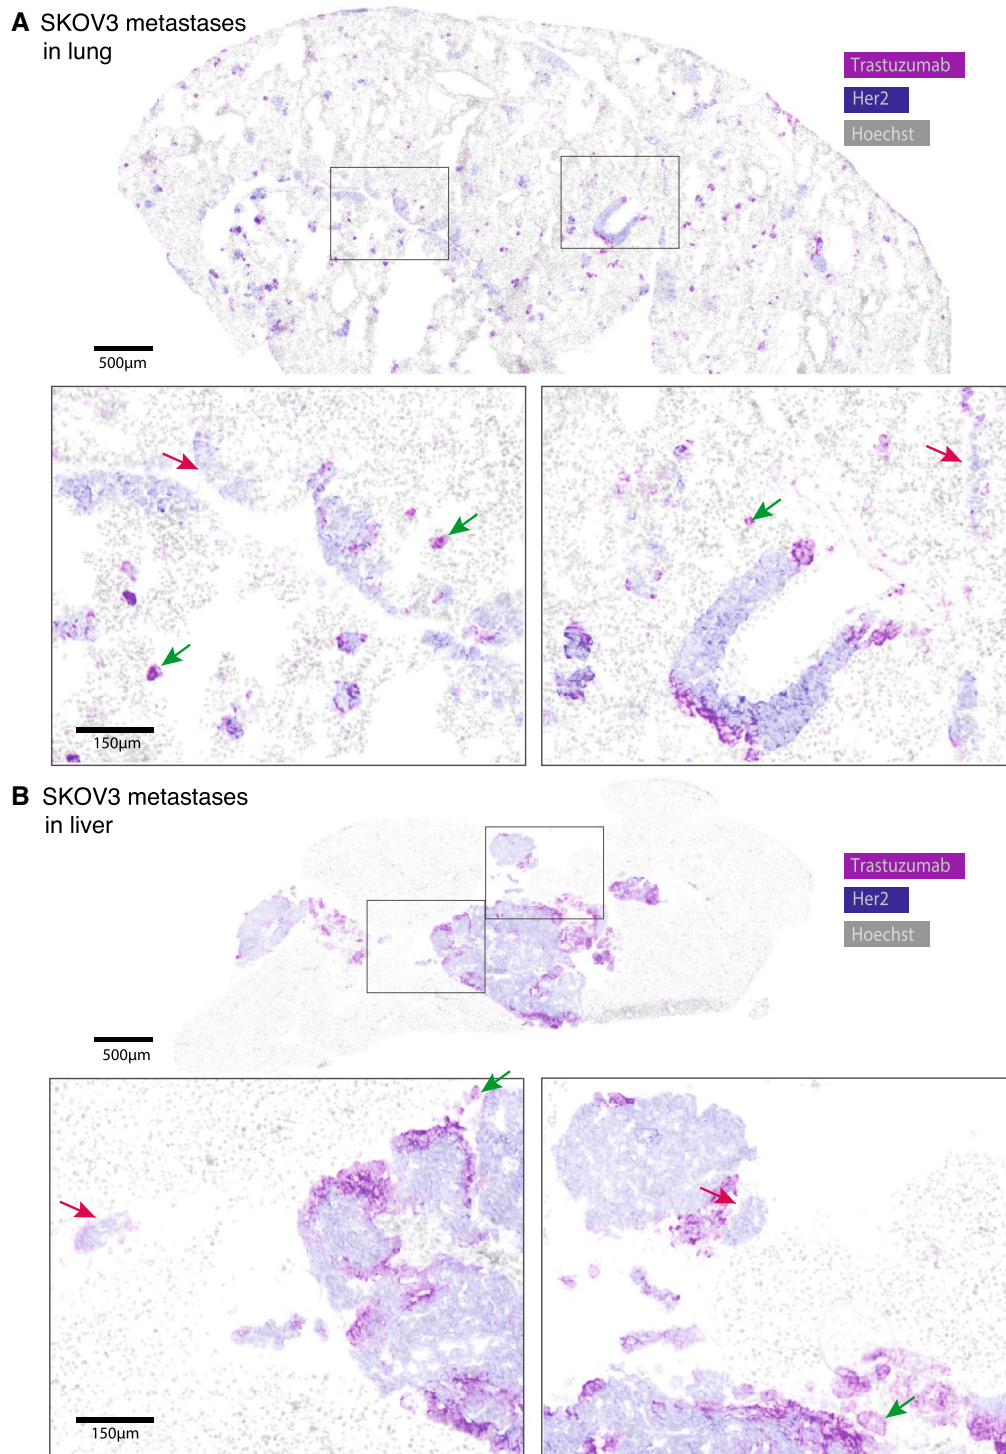 A SKOV3 metastases
in lung
Trastuzumab
Her2
Hoechst
500µm
150µm
B SKOV3 metastases
in liver
Trastuzumab
Her2
Hoechst
500µm
150µm